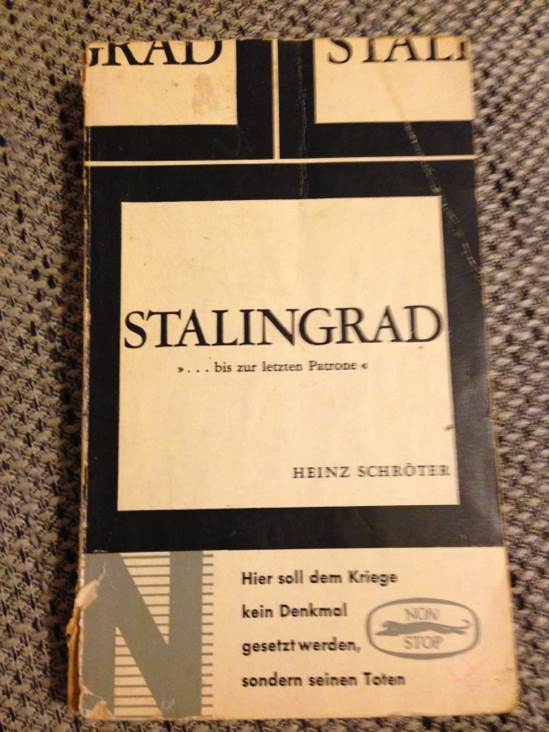 GRAD
STALI
STALINGRAD
»... bis zur letzten Patrone«
HEINZ SCHRÖTER
N
Hier soll dem Kriege
kein Denkmal
gesetzt werden,
sondern seinen Toten
NON
STOP